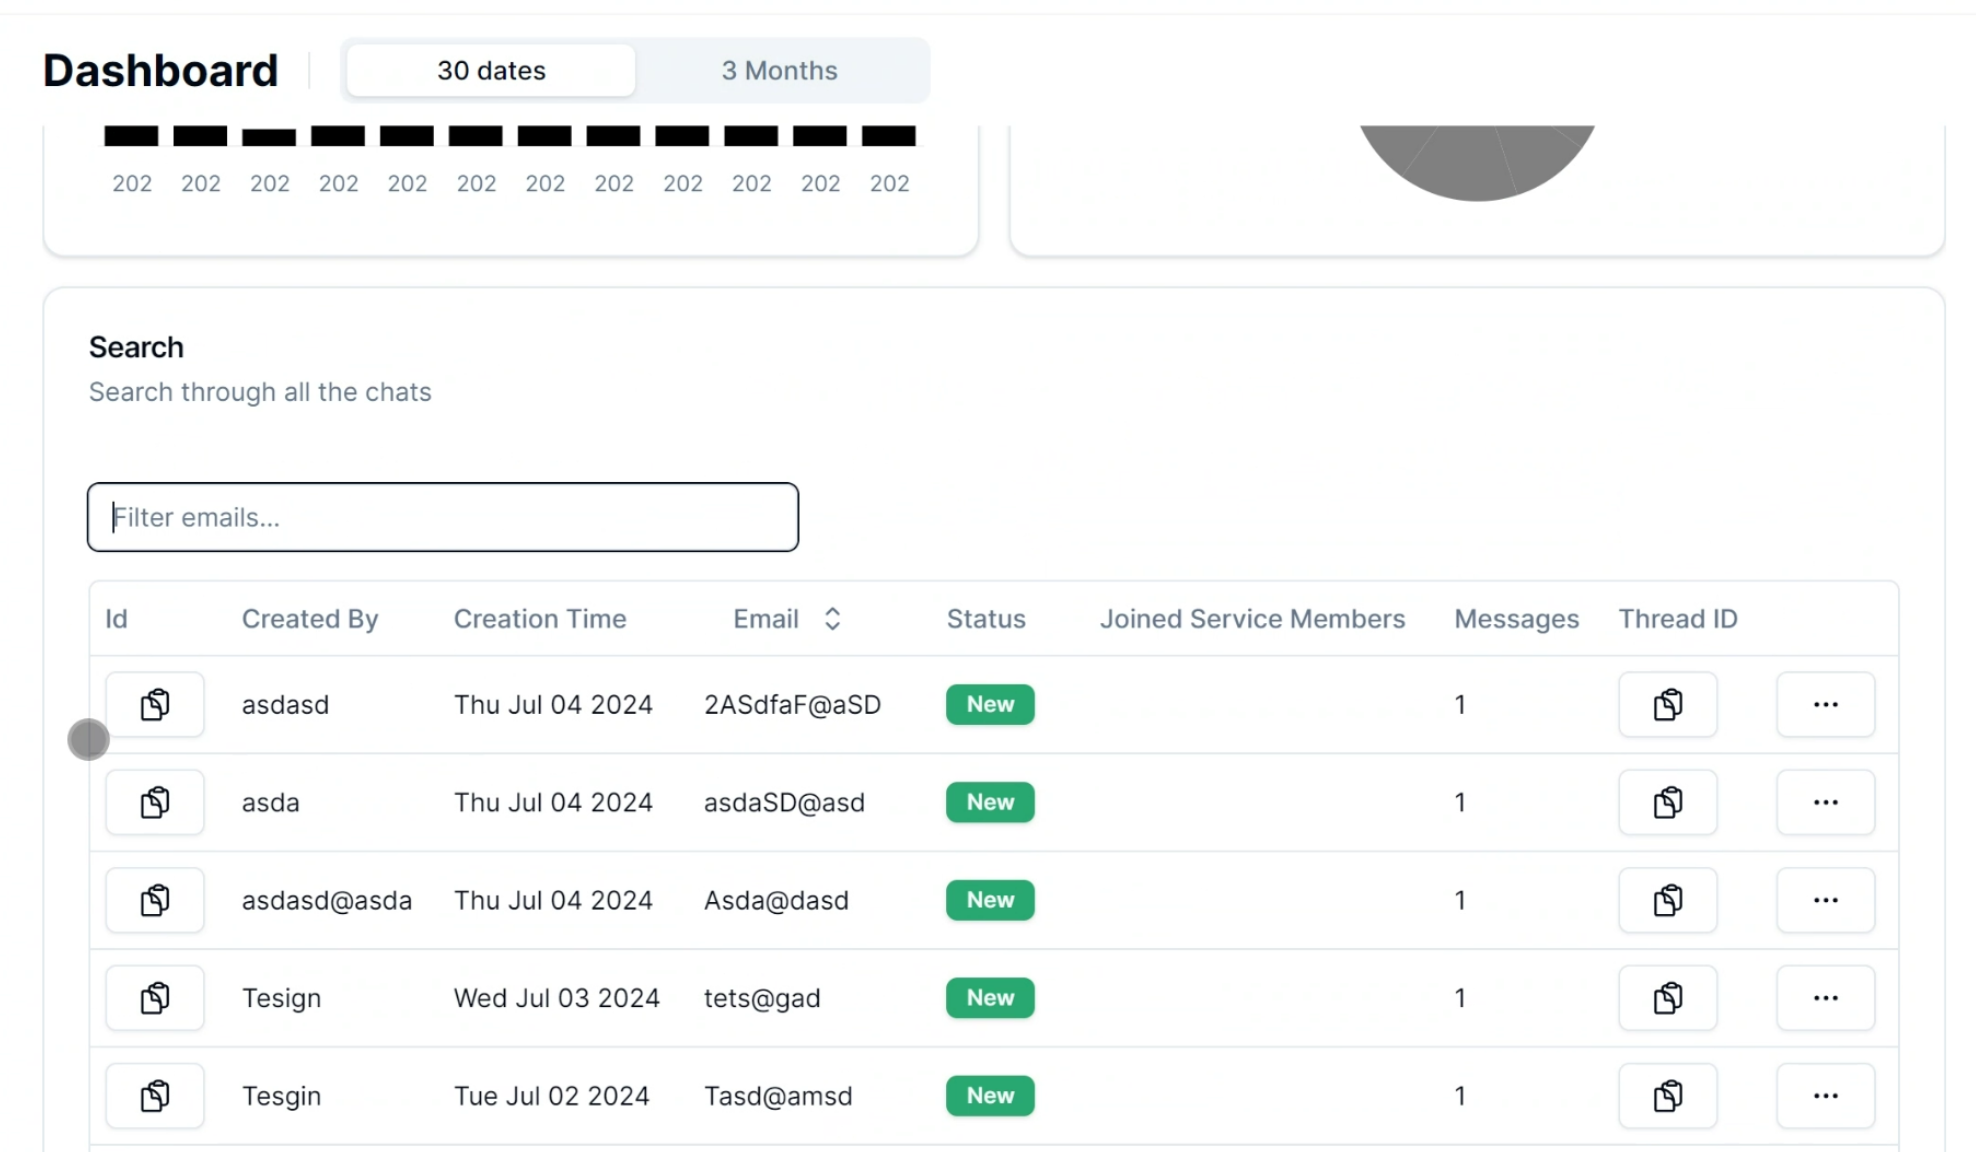 Dashboard 30 dates 3 Months
202 202 202 202 202 202 202 202 202 202 202 202
Search
Search through all the chats
Filter emails...
Id Created By Creation Time Email Status Joined Service Members Messages Thread ID
asdasd Thu Jul 04 2024 2ASdfaF@aSD New 1
asda Thu Jul 04 2024 asdaSD@asd New 1
asdasd@asda Thu Jul 04 2024 Asda@dasd New 1
Tesign Wed Jul 03 2024 tets@gad New 1
Tesgin Tue Jul 02 2024 Tasd@amsd New 1